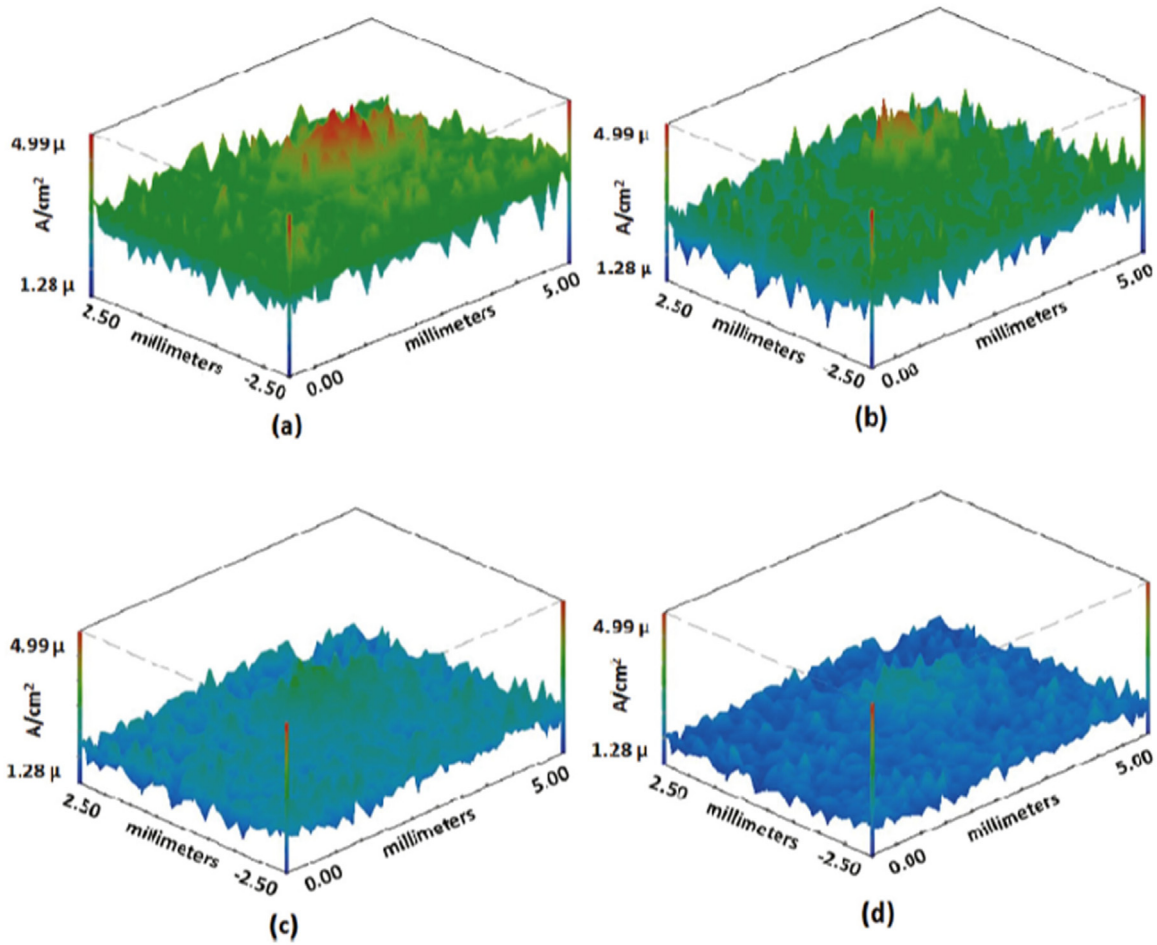 4.99 μ
A/cm²
1.28 μ
2.50
millimeters
-2.50
0.00
millimeters
5.00
(a)
4.99 μ
A/cm²
1.28 μ
2.50
millimeters
-2.50
0.00
millimeters
5.00
(b)
4.99 μ
A/cm²
1.28 μ
2.50
millimeters
-2.50
0.00
millimeters
5.00
(c)
4.99 μ
A/cm²
1.28 μ
2.50
millimeters
-2.50
0.00
millimeters
5.00
(d)